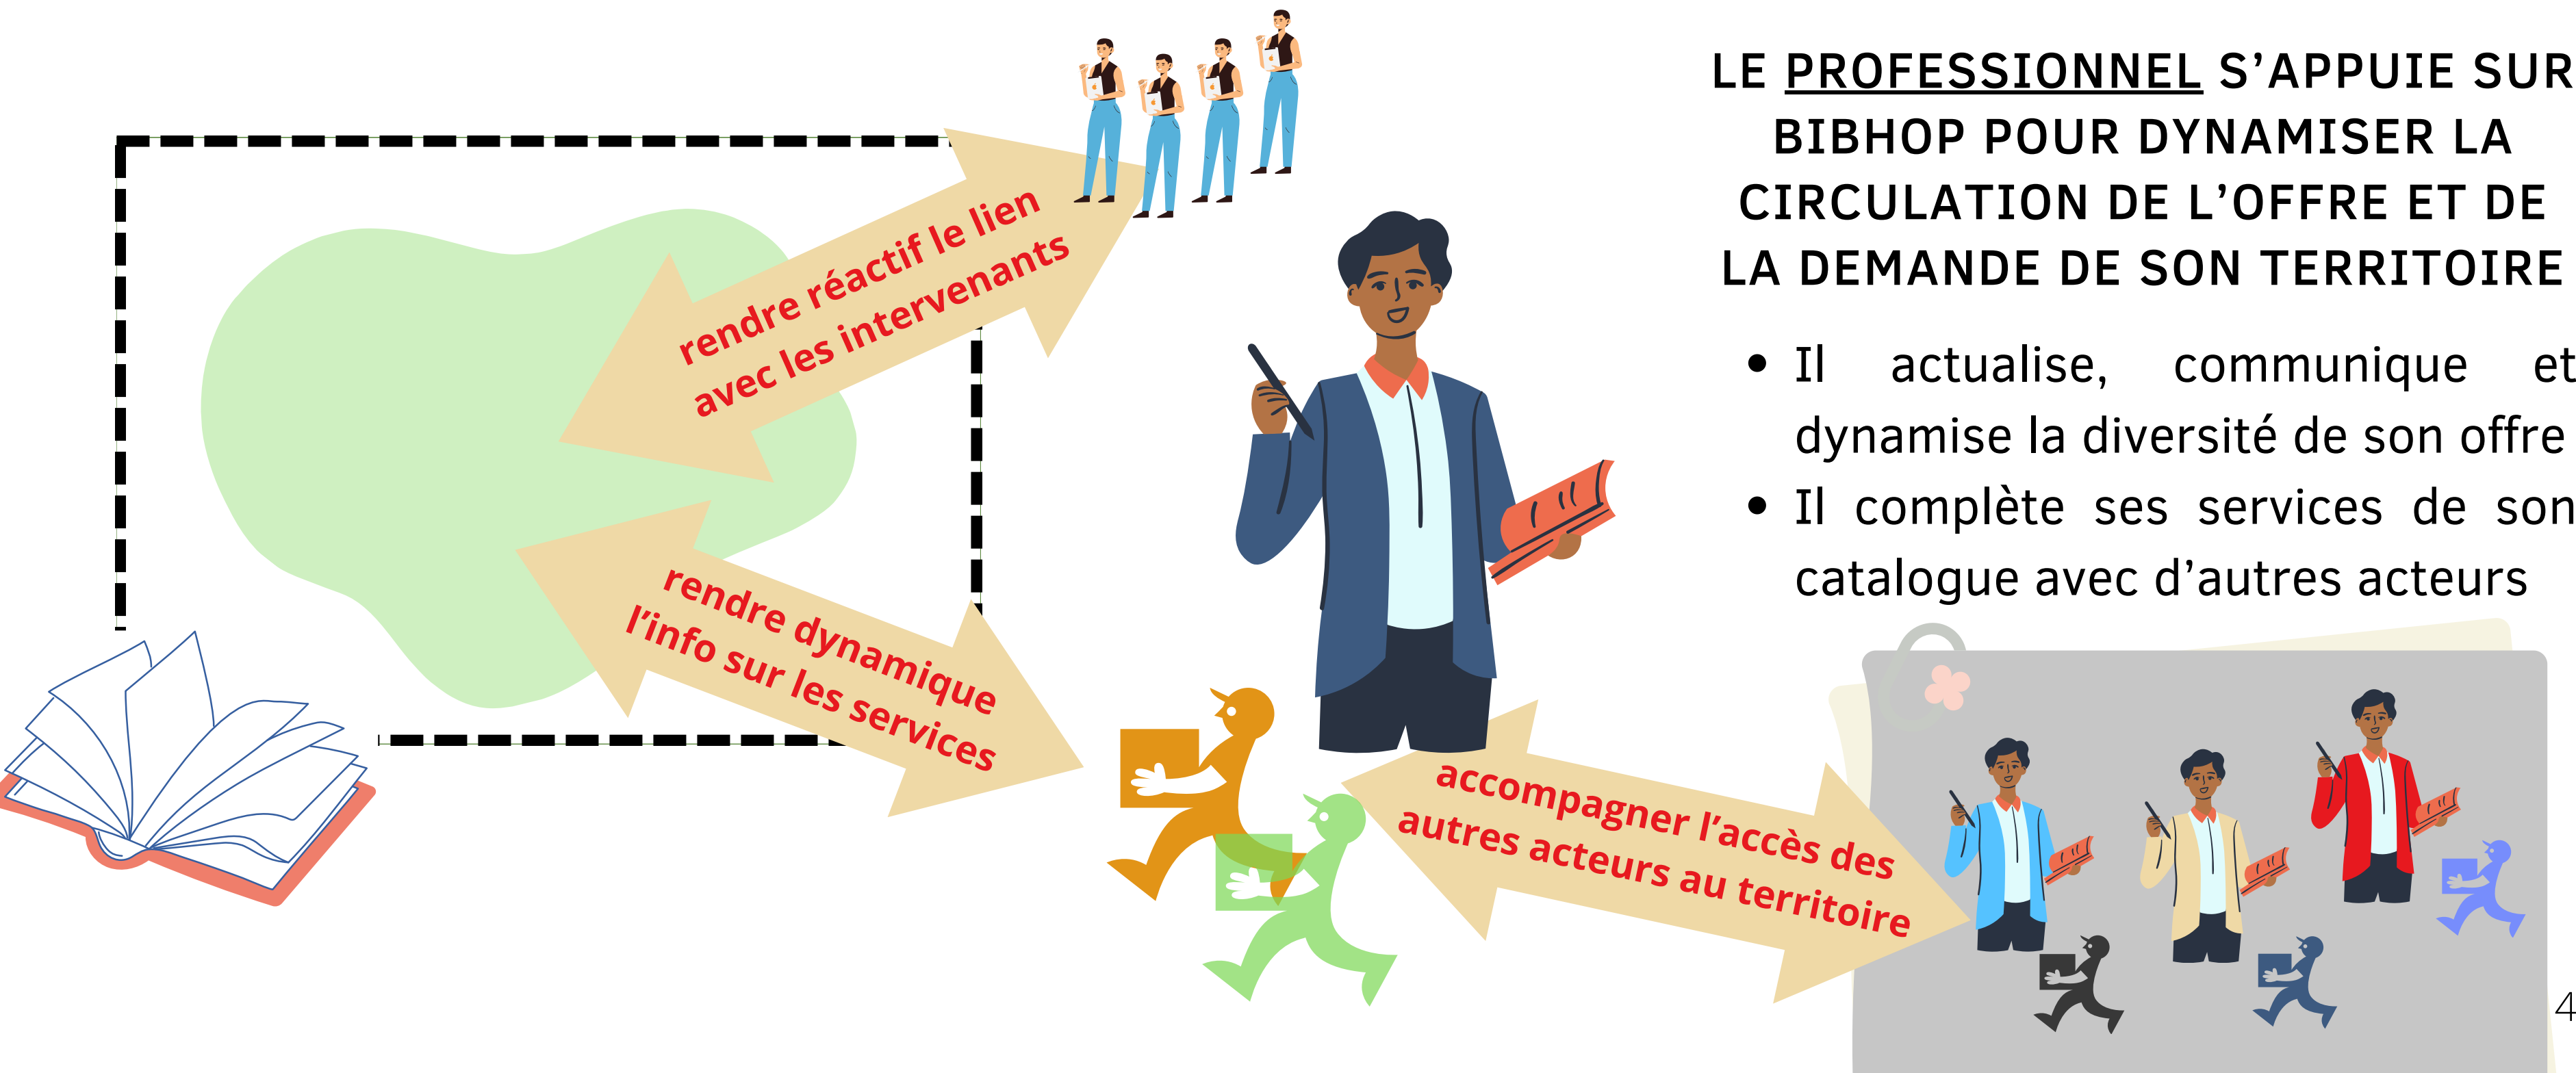 LE PROFESSIONNEL S’APPUIE SUR
BIBHOP POUR DYNAMISER LA
CIRCULATION DE L’OFFRE ET DE
LA DEMANDE DE SON TERRITOIRE
• Il actualise, communique et
dynamise la diversité de son offre
• Il complète ses services de son
catalogue avec d’autres acteurs
rendre réactif le lien
avec les intervenants
rendre dynamique
l’info sur les services
accompagner l’accès des
autres acteurs au territoire
4